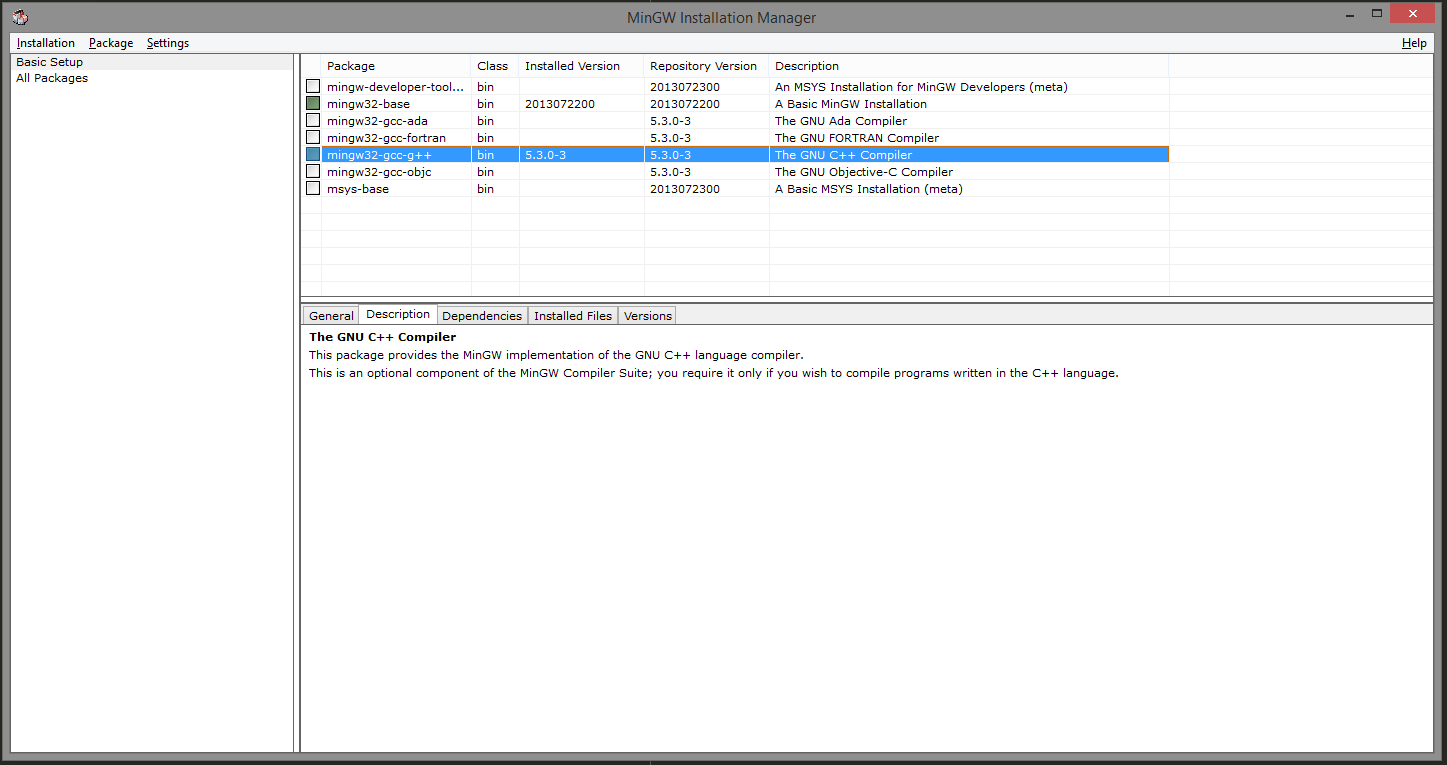 MinGW Installation Manager
Installation Package Settings Help
Basic Setup
All Packages
Package Class Installed Version Repository Version Description
mingw-developer-tool... bin 2013072300 An MSYS Installation for MinGW Developers (meta)
mingw32-base bin 2013072200 2013072200 A Basic MinGW Installation
mingw32-gcc-ada bin 5.3.0-3 The GNU Ada Compiler
mingw32-gcc-fortran bin 5.3.0-3 The GNU FORTRAN Compiler
mingw32-gcc-g++ bin 5.3.0-3 5.3.0-3 The GNU C++ Compiler
mingw32-gcc-objc bin 5.3.0-3 The GNU Objective-C Compiler
msys-base bin 2013072300 A Basic MSYS Installation (meta)
General Description Dependencies Installed Files Versions
The GNU C++ Compiler
This package provides the MinGW implementation of the GNU C++ language compiler.
This is an optional component of the MinGW Compiler Suite; you require it only if you wish to compile programs written in the C++ language.